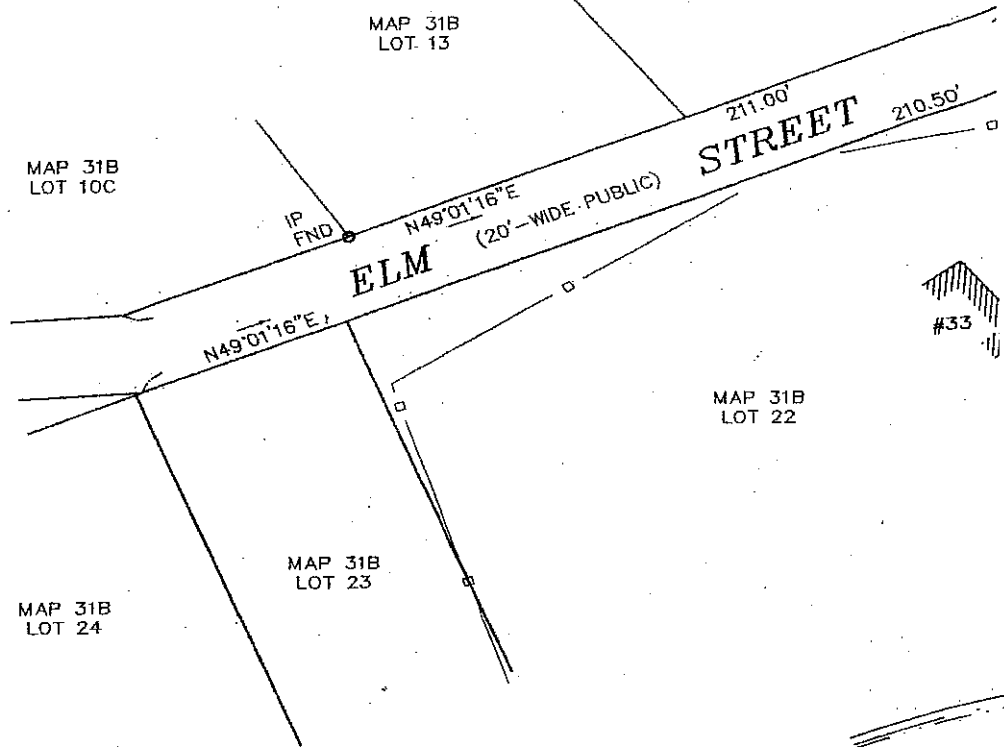 MAP 31B
LOT 13
MAP 31B
LOT 10C
IP
FND
N49°01'16"E
211.00'
210.50'
ELM STREET
(20'-WIDE PUBLIC)
N49°01'16"E
#33
MAP 31B
LOT 22
MAP 31B
LOT 23
MAP 31B
LOT 24